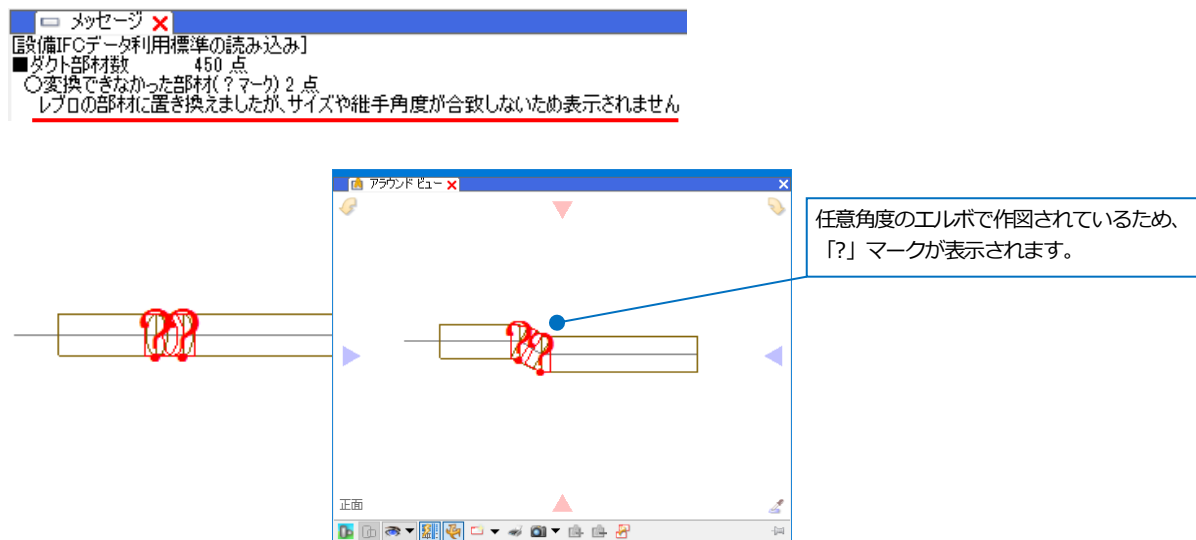 メッセージ
[設備IFCデータ利用標準の読み込み]
■ダクト部材数 450 点
○変換できなかった部材(？マーク) 2 点
レブロの部材に置き換えましたが、サイズや継手角度が合致しないため表示されません
アラウンド ビュー
任意角度のエルボで作図されているため、
「?」マークが表示されます。
??
??
正面